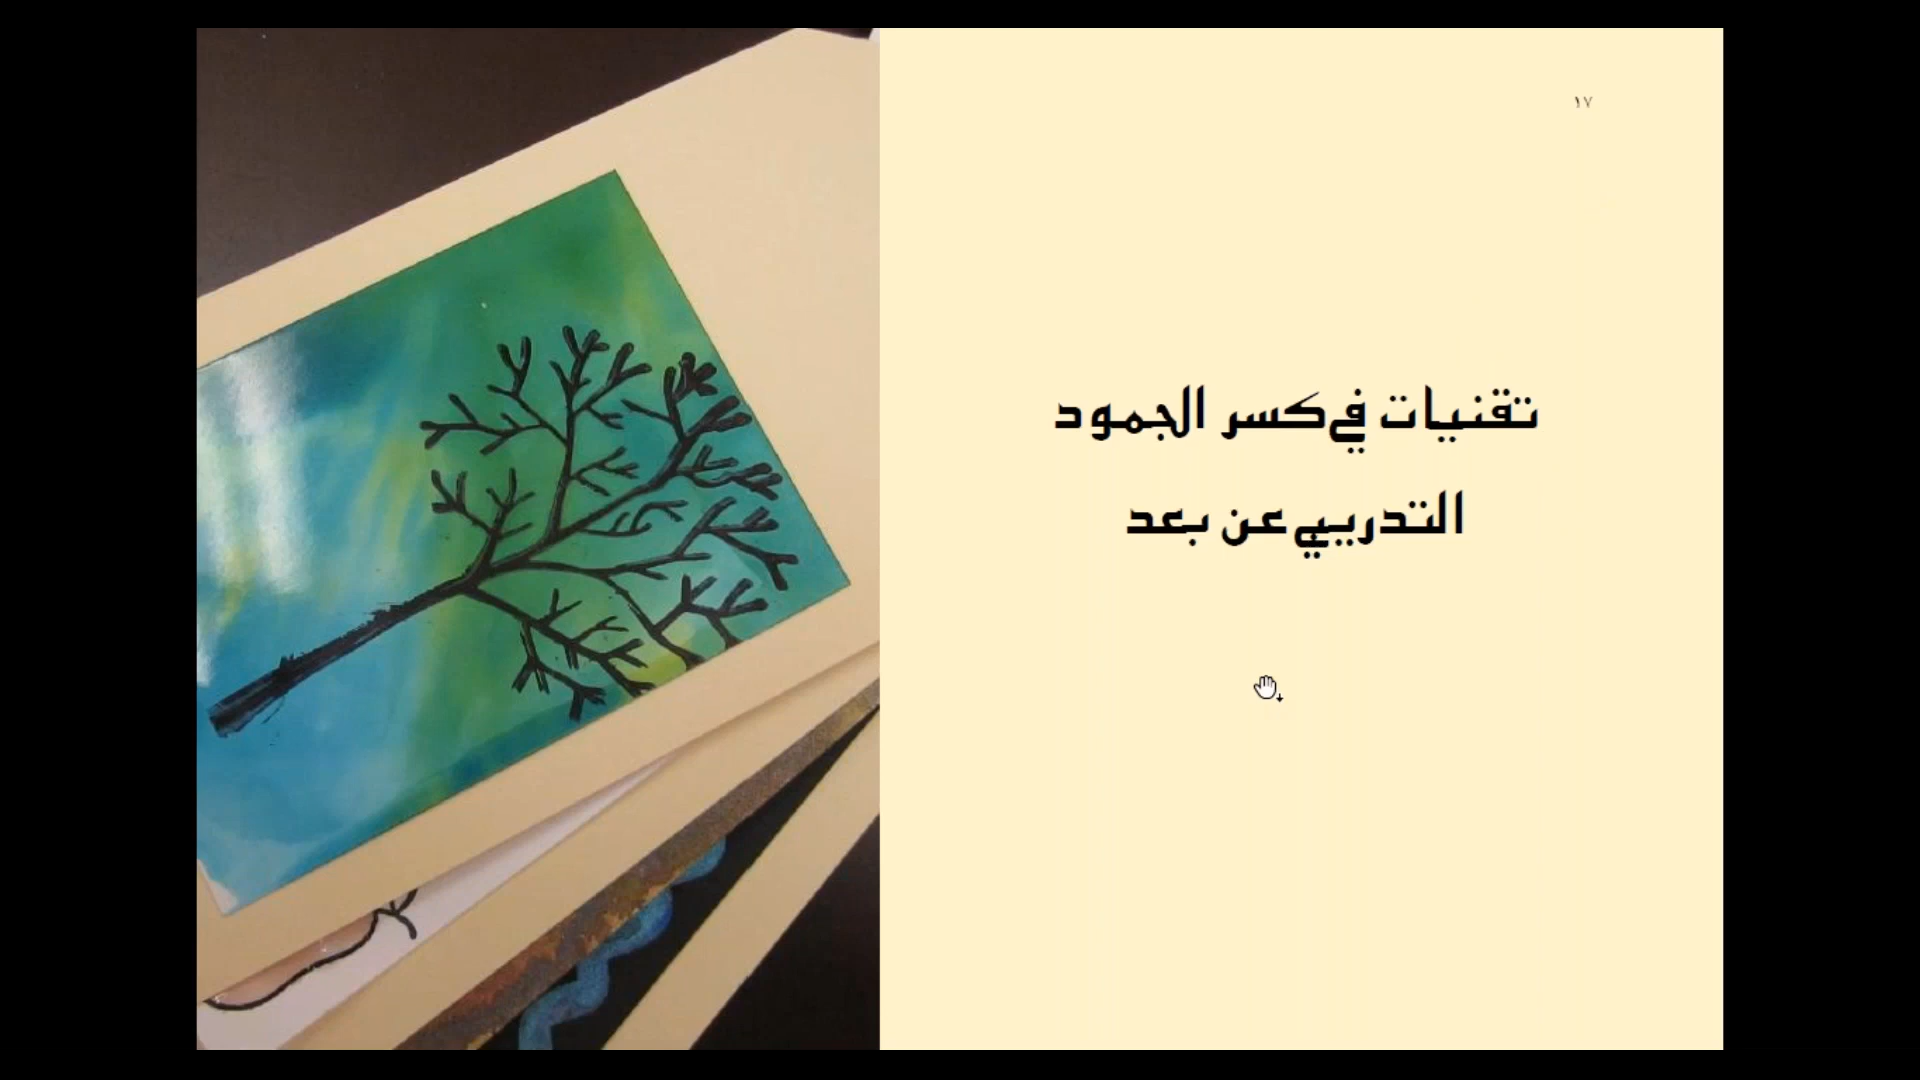 ١٧
تقنيات في كسر الجمود
التدريبي عن بعد